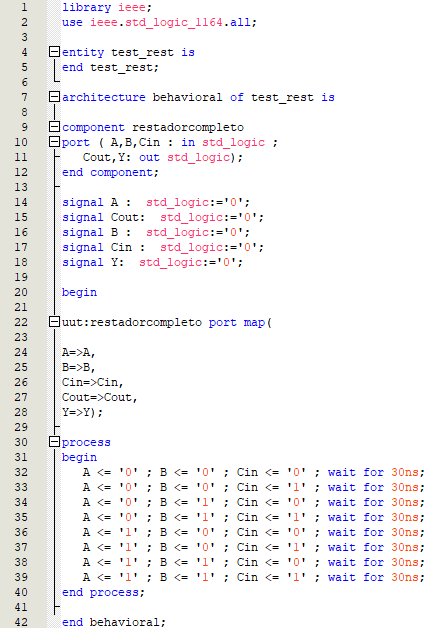 1 library ieee;
2 use ieee.std_logic_1164.all;
3
4 entity test_rest is
5 end test_rest;
6
7 architecture behavioral of test_rest is
8
9 component restadorcompleto
10 port ( A,B,Cin : in std_logic ;
11 Cout,Y: out std_logic);
12 end component;
13
14 signal A : std_logic:='0';
15 signal Cout: std_logic:='0';
16 signal B : std_logic:='0';
17 signal Cin : std_logic:='0';
18 signal Y: std_logic:='0';
19
20 begin
21
22 uut:restadorcompleto port map(
23
24 A=>A,
25 B=>B,
26 Cin=>Cin,
27 Cout=>Cout,
28 Y=>Y);
29
30 process
31 begin
32 A <= '0' ; B <= '0' ; Cin <= '0' ; wait for 30ns;
33 A <= '0' ; B <= '0' ; Cin <= '1' ; wait for 30ns;
34 A <= '0' ; B <= '1' ; Cin <= '0' ; wait for 30ns;
35 A <= '0' ; B <= '1' ; Cin <= '1' ; wait for 30ns;
36 A <= '1' ; B <= '0' ; Cin <= '0' ; wait for 30ns;
37 A <= '1' ; B <= '0' ; Cin <= '1' ; wait for 30ns;
38 A <= '1' ; B <= '1' ; Cin <= '0' ; wait for 30ns;
39 A <= '1' ; B <= '1' ; Cin <= '1' ; wait for 30ns;
40 end process;
41
42 end behavioral;